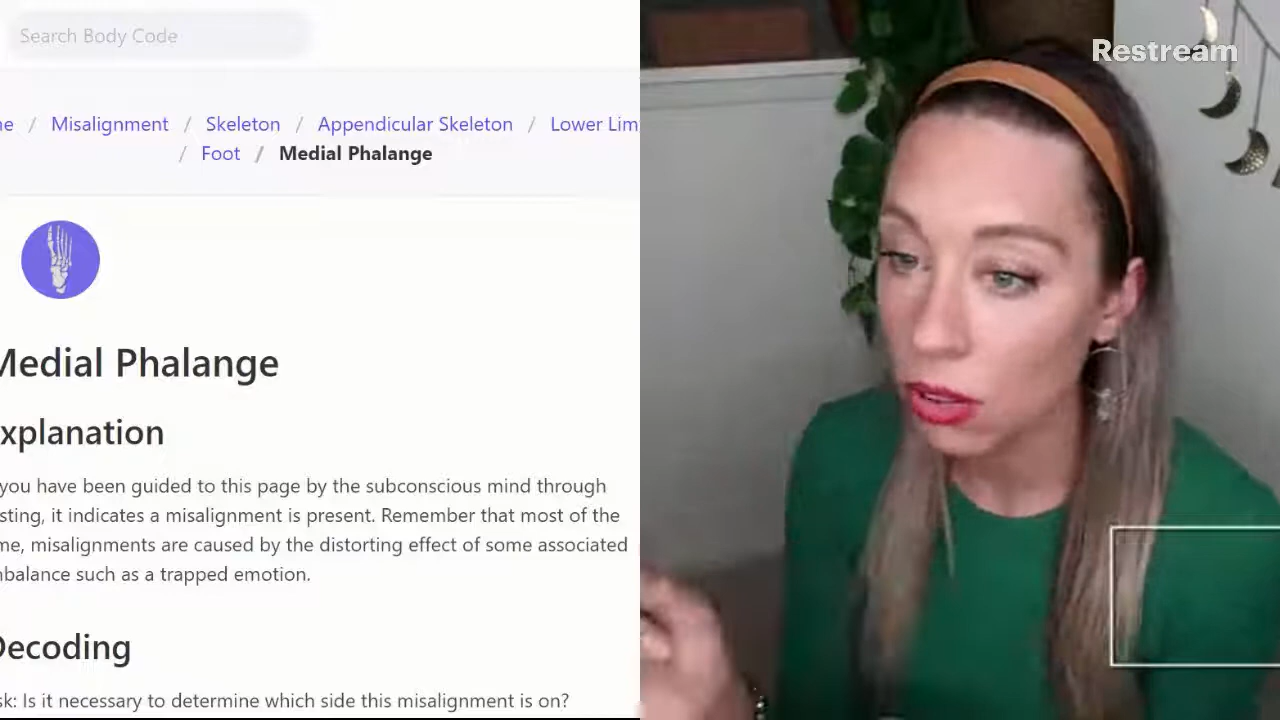 Search Body Code
Restream
ne / Misalignment / Skeleton / Appendicular Skeleton / Lower Lim
/ Foot / Medial Phalange
Medial Phalange
xplanation
you have been guided to this page by the subconscious mind through
sting, it indicates a misalignment is present. Remember that most of the
me, misalignments are caused by the distorting effect of some associated
mbalance such as a trapped emotion.
Decoding
sk: Is it necessary to determine which side this misalignment is on?